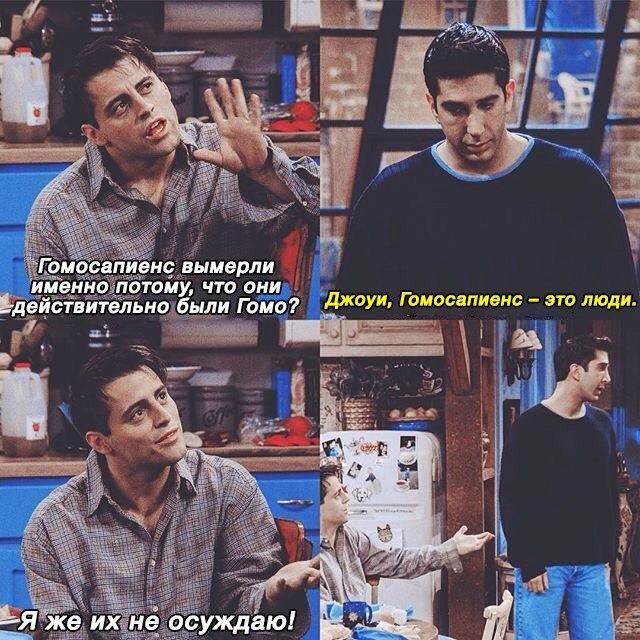 Гомосапиенс вымерли
именно потому, что они
действительно были Гомо?
Джоуи, Гомосапиенс – это люди.
Я же их не осуждаю!